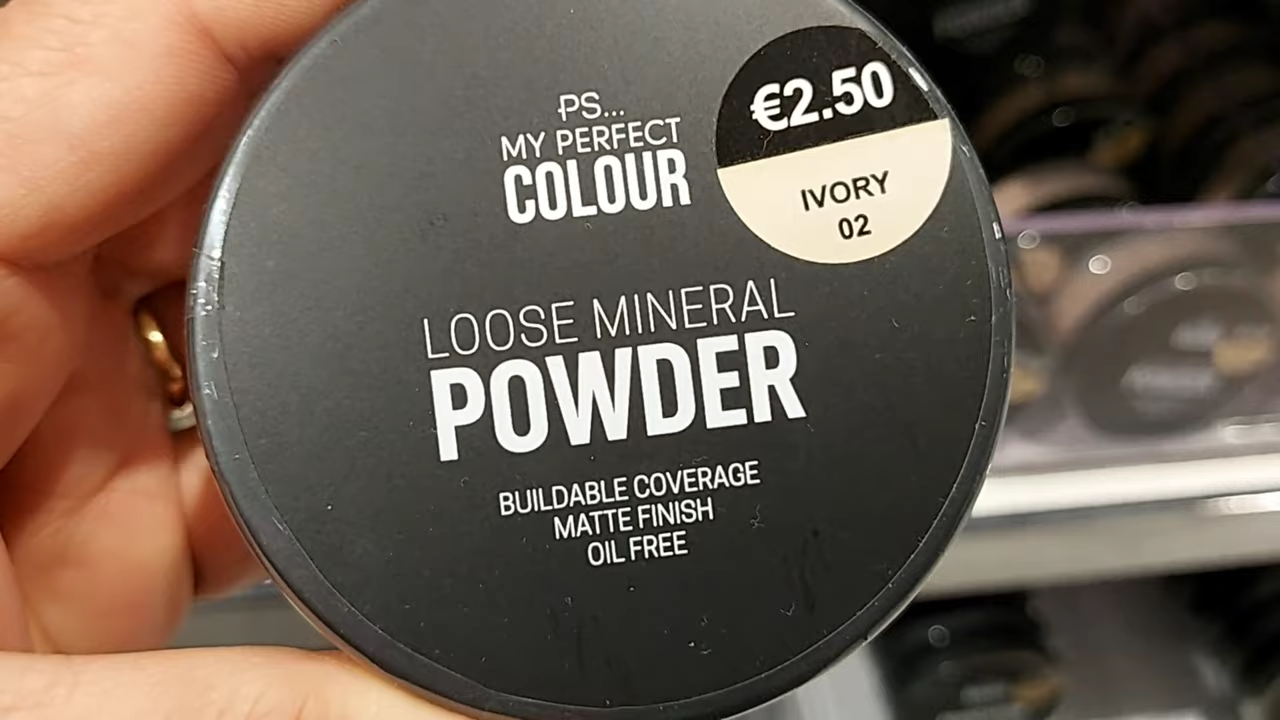 PS...
MY PERFECT
COLOUR
€2.50
IVORY
02
LOOSE MINERAL
POWDER
BUILDABLE COVERAGE
MATTE FINISH
OIL FREE